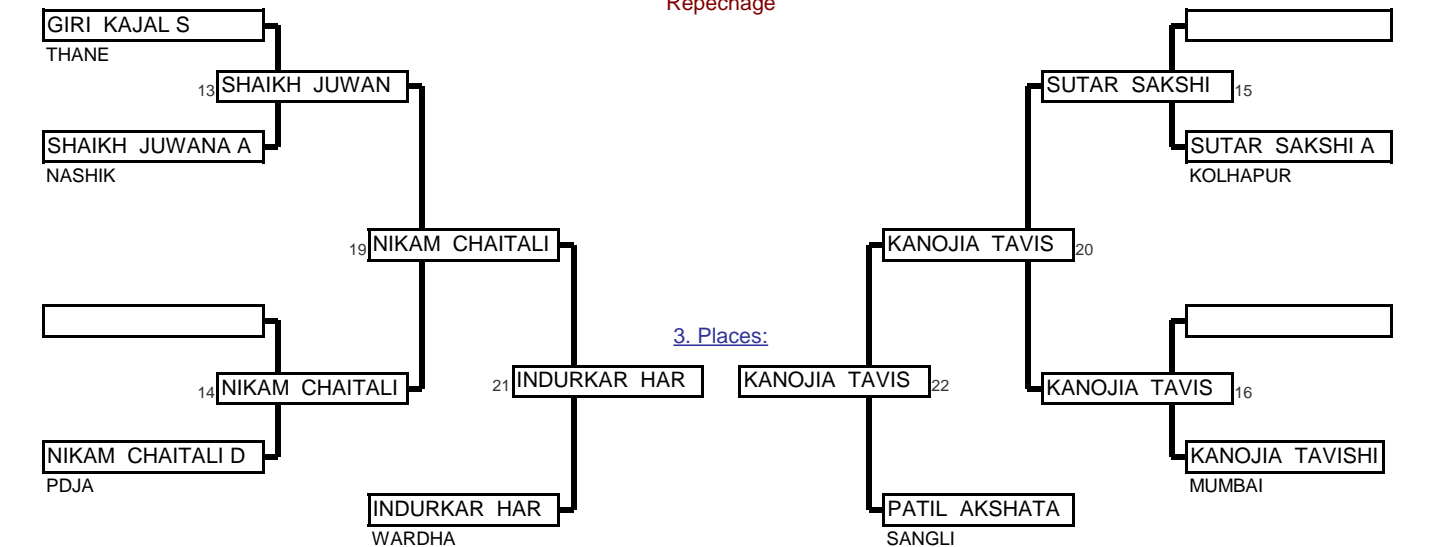 Repechage
GIRI KAJAL S
THANE
13 SHAIKH JUWAN
SHAIKH JUWANA A
NASHIK
19 NIKAM CHAITALI
14 NIKAM CHAITALI
NIKAM CHAITALI D
PDJA
21 INDURKAR HAR
INDURKAR HAR
WARDHA
3. Places:
SUTAR SAKSHI 15
SUTAR SAKSHI A
KOLHAPUR
KANOJIA TAVIS 20
KANOJIA TAVIS 22
KANOJIA TAVIS 16
KANOJIA TAVISHI
MUMBAI
PATIL AKSHATA
SANGLI